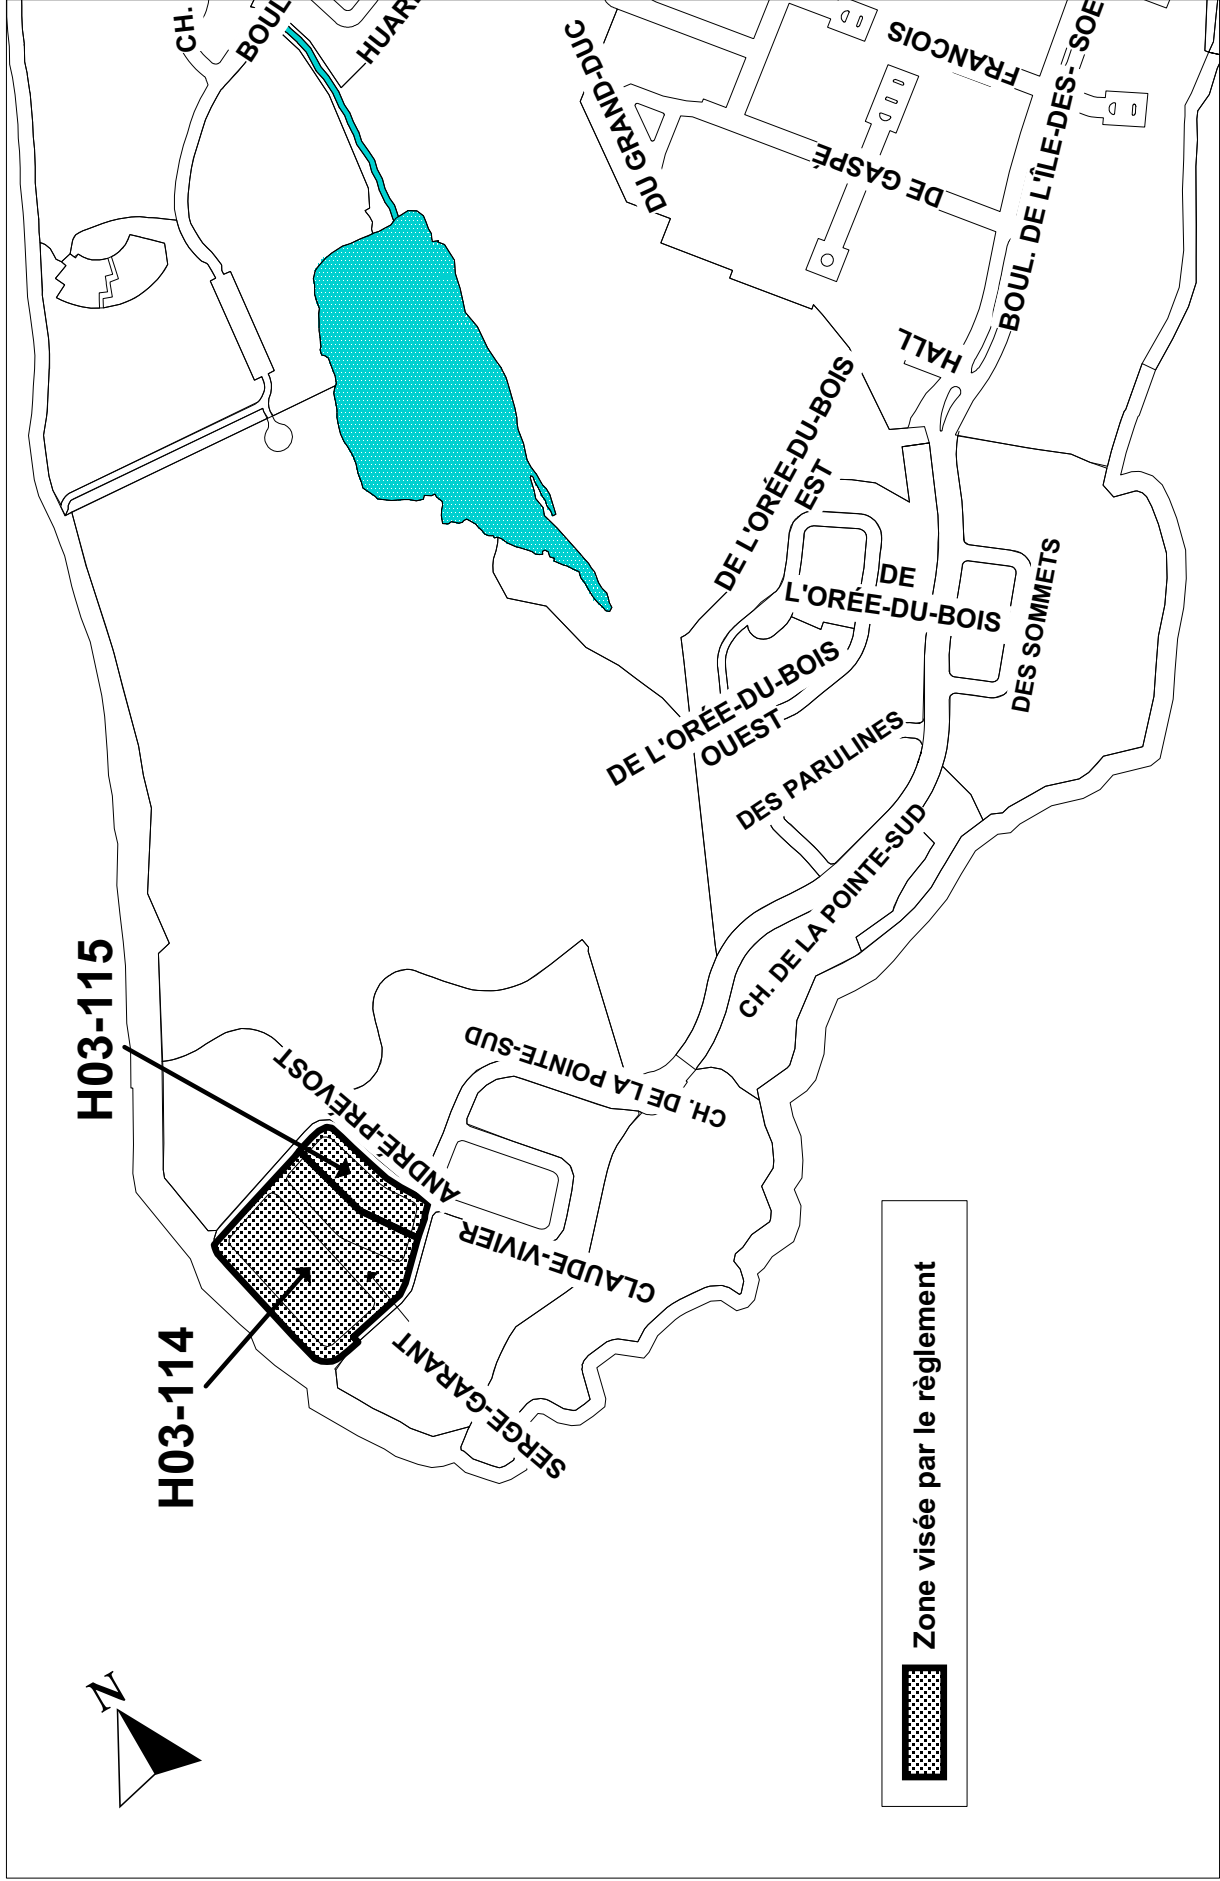 CH.
BOUL
HUAR
DU GRAND-DUC
FRANCOIS
DE GASPÉ
BOUL. DE L'ÎLE-DES-
SOE
HALL
DE L'ORÉE-DU-BOIS
EST
DE
L'ORÉE-DU-BOIS
DES SOMMETS
DE L'ORÉE-DU-BOIS
OUEST
DES PARULINES
CH. DE LA POINTE-SUD
H03-115
ANDRÉ-PRÉVOST
CH. DE LA POINTE-SUD
CLAUDE-VIVIER
H03-114
SERGE-GARANT
Zone visée par le règlement
N